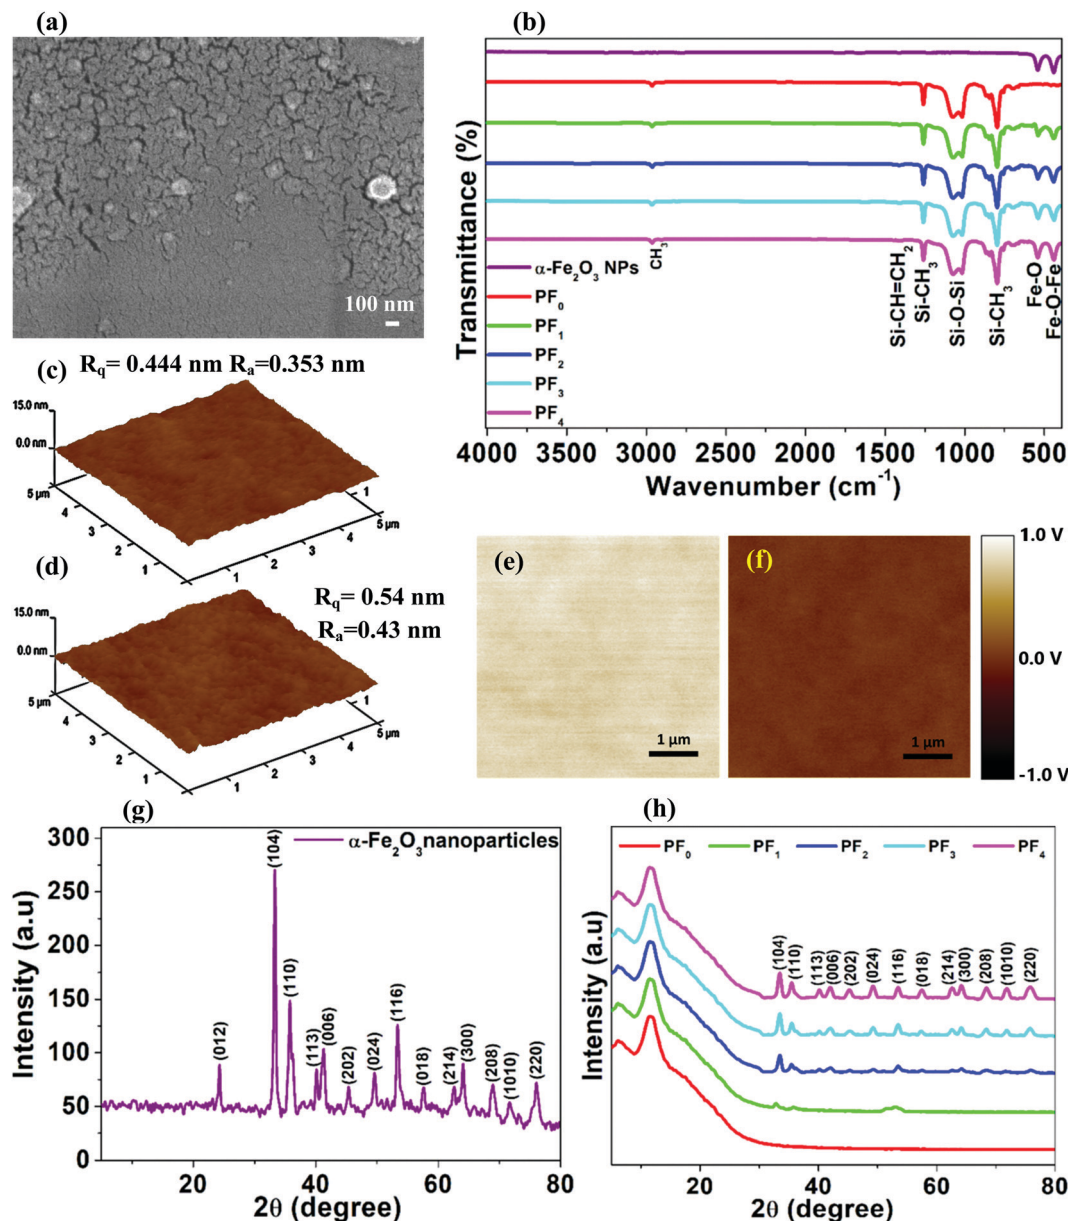 (a)
100 nm
(b)
Transmittance (%)
α-Fe₂O₃ NPs
PF₀
PF₁
PF₂
PF₃
PF₄
CH₃
Si-CH=CH₂
Si-CH₃
Si-O-Si
Si-CH₃
Fe-O
Fe-O-Fe
4000 3500 3000 2500 2000 1500 1000 500
Wavenumber (cm⁻¹)
(c)
R_q= 0.444 nm R_a=0.353 nm
15.0 nm
0.0 nm
5 µm
4
3
2
1
1
2
3
4
5 µm
1
(d)
R_q= 0.54 nm
R_a=0.43 nm
15.0 nm
0.0 nm
5 µm
4
3
2
1
1
2
3
4
5 µm
1
(e)
1 µm
(f)
1 µm
1.0 V
0.0 V
-1.0 V
(g)
α-Fe₂O₃nanoparticles
Intensity (a.u)
300
250
200
150
100
50
0
(012)
(104)
(110)
(113)
(006)
(202)
(024)
(116)
(018)
(214)
(300)
(208)
(1010)
(220)
20 40 60 80
2θ (degree)
(h)
PF₀ PF₁ PF₂ PF₃ PF₄
Intensity (a.u)
(104)
(110)
(113)
(006)
(202)
(024)
(116)
(018)
(214)
(300)
(208)
(1010)
(220)
20 40 60 80
2θ (degree)